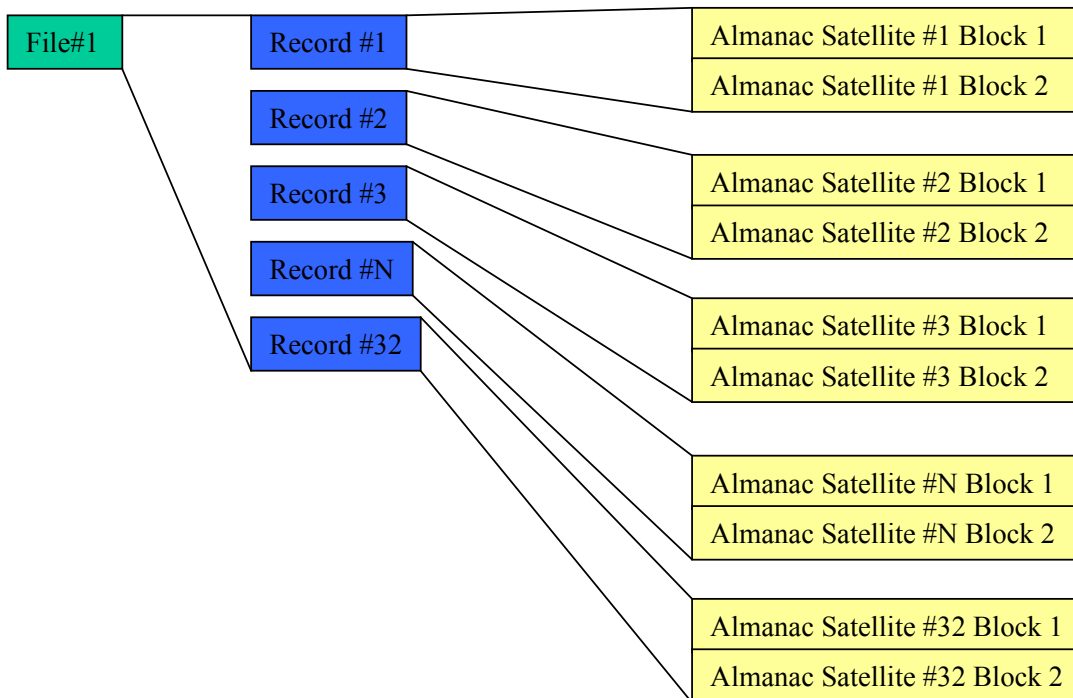 File#1
Record #1
Record #2
Record #3
Record #N
Record #32
Almanac Satellite #1 Block 1
Almanac Satellite #1 Block 2
Almanac Satellite #2 Block 1
Almanac Satellite #2 Block 2
Almanac Satellite #3 Block 1
Almanac Satellite #3 Block 2
Almanac Satellite #N Block 1
Almanac Satellite #N Block 2
Almanac Satellite #32 Block 1
Almanac Satellite #32 Block 2